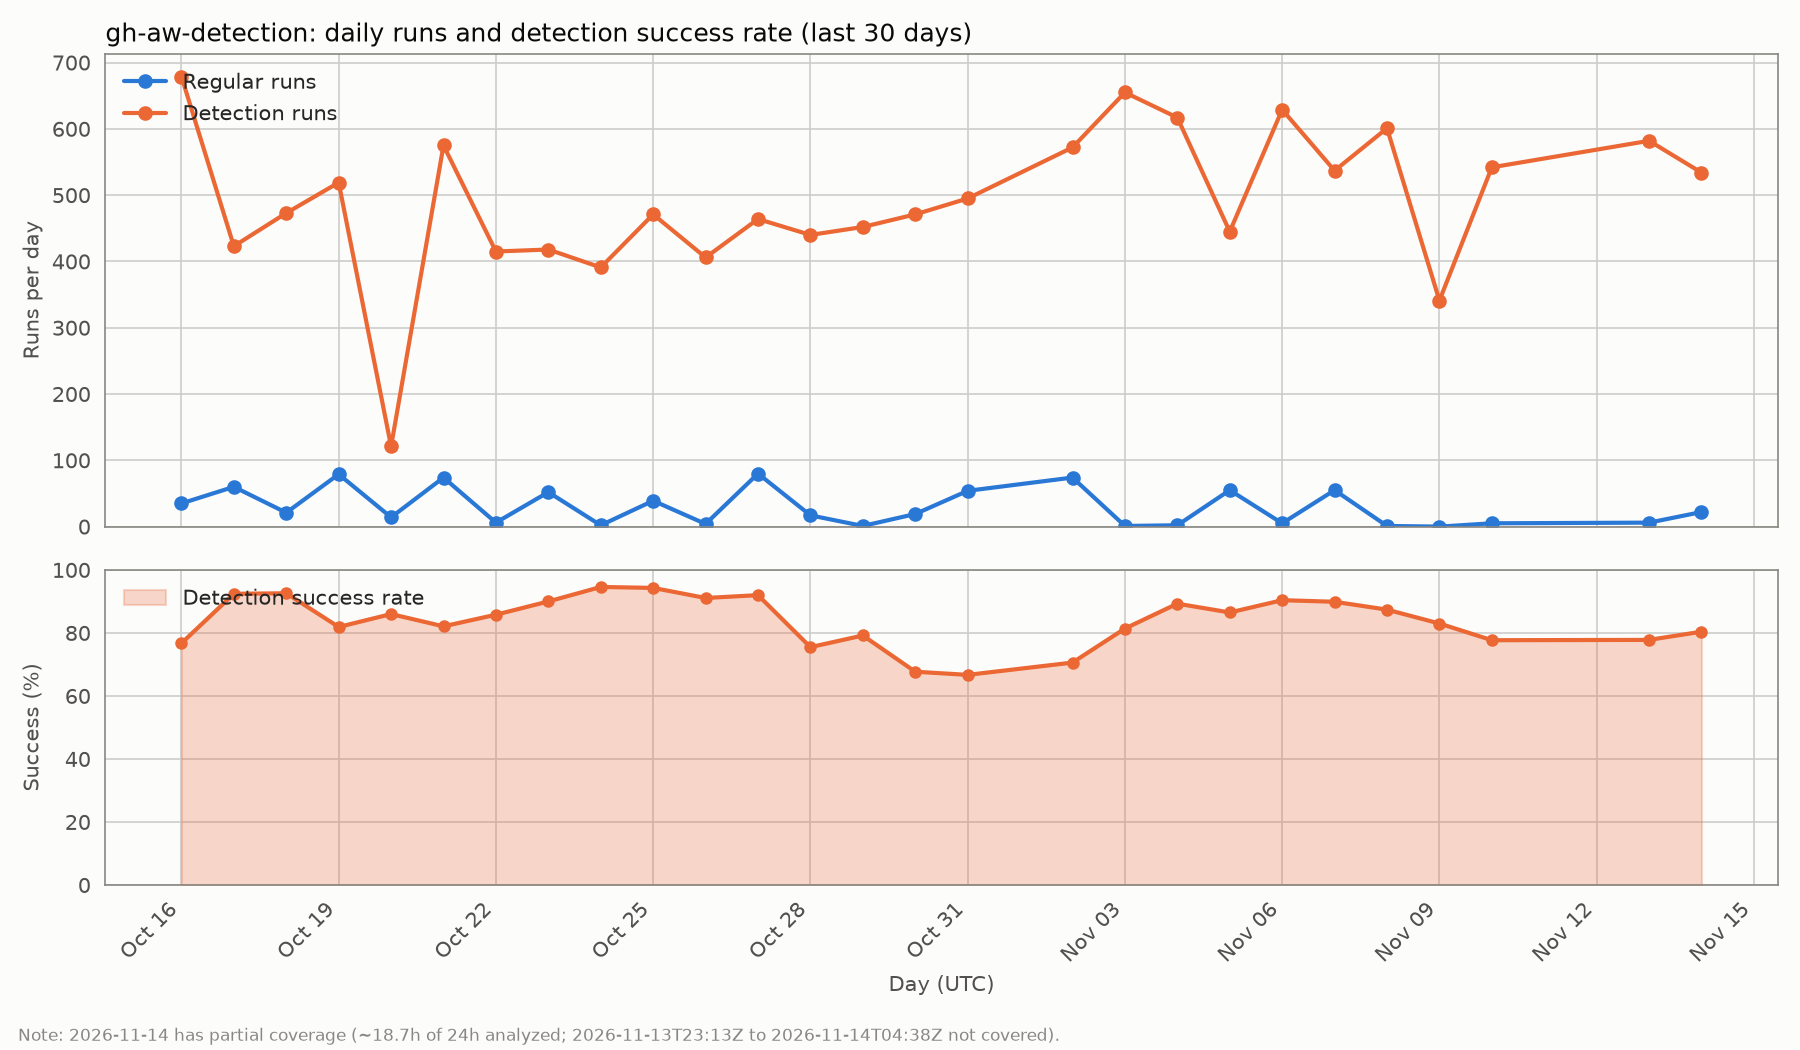 gh-aw-detection: daily runs and detection success rate (last 30 days)
Regular runs
Detection runs
Runs per day
700
600
500
400
300
200
100
0
Detection success rate
Success (%)
100
80
60
40
20
0
Oct 16
Oct 19
Oct 22
Oct 25
Oct 28
Oct 31
Nov 03
Nov 06
Nov 09
Nov 12
Nov 15
Day (UTC)
Note: 2026-11-14 has partial coverage (~18.7h of 24h analyzed; 2026-11-13T23:13Z to 2026-11-14T04:38Z not covered).